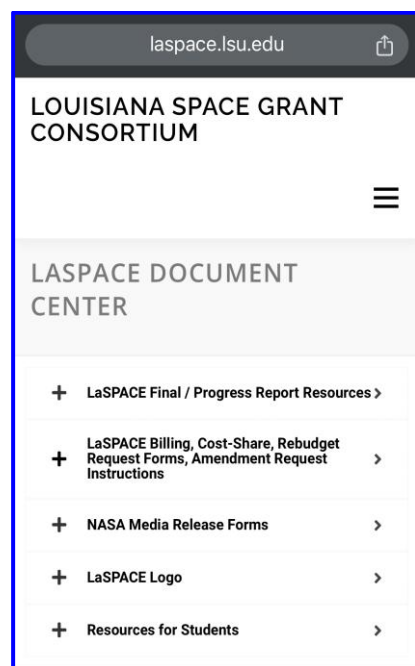 laspace.lsu.edu
LOUISIANA SPACE GRANT
CONSORTIUM
LASPACE DOCUMENT
CENTER
LaSPACE Final / Progress Report Resources
LaSPACE Billing, Cost-Share, Rebudget
Request Forms, Amendment Request
Instructions
NASA Media Release Forms
LaSPACE Logo
Resources for Students